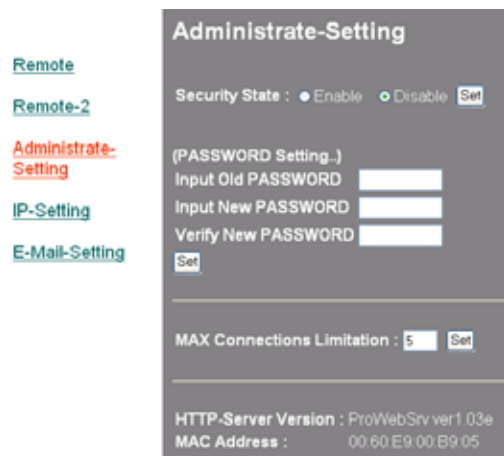 Remote
Remote-2
Administrate-
Setting
IP-Setting
E-Mail-Setting
Administrate-Setting
Security State : Enable Disable Set
(PASSWORD Setting..)
Input Old PASSWORD
Input New PASSWORD
Verify New PASSWORD
Set
MAX Connections Limitation : 5 Set
HTTP-Server Version : ProWebSrv ver1.03e
MAC Address : 00:60:E9:00:B9:05